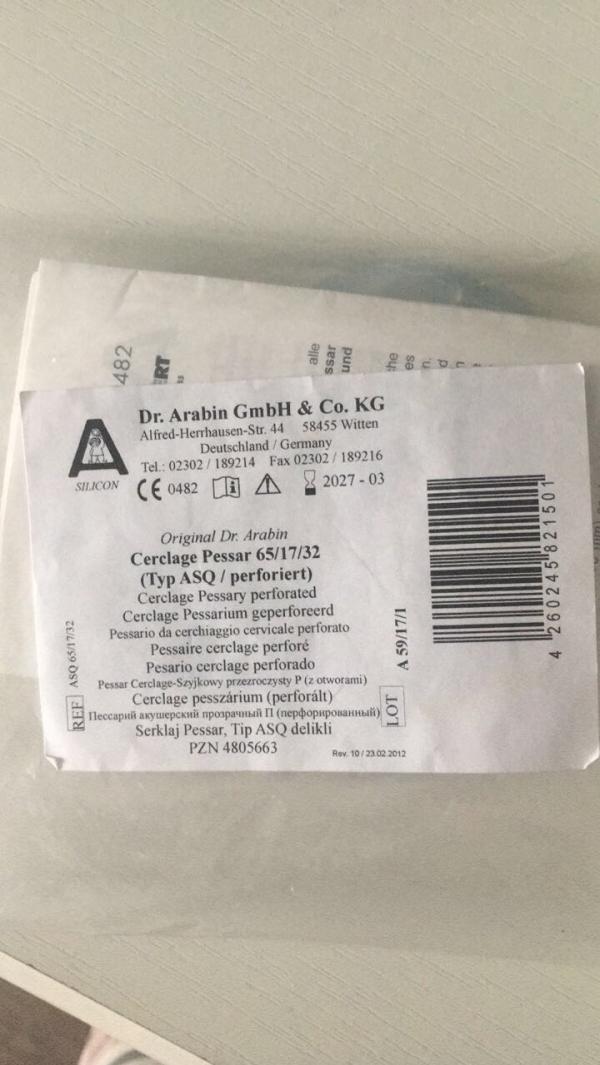 482
ERT
alle
ssar
und
Dr. Arabin GmbH & Co. KG
Alfred-Herrhausen-Str. 44 58455 Witten
Deutschland / Germany
Tel.: 02302 / 189214 Fax 02302 / 189216
SILICON
CE 0482 2027 - 03
Original Dr. Arabin
Cerclage Pessar 65/17/32
(Typ ASQ / perforiert)
Cerclage Pessary perforated
Cerclage Pessarium geperforeerd
Pessario da cerchiaggio cervicale perforato
Pessaire cerclage perforé
Pesario cerclage perforado
Pessar Cerclage-Szyjkowy przezroczysty P (z otworami)
Cerclage pesszárium (perforált)
Пессарий акушерский прозрачный П (перфорированный)
Serklaj Pessar, Tip ASQ delikli
PZN 4805663
Rev. 10 / 23.02.2012
REF ASQ 65/17/32
LOT A 59/17/1
4 260245 821501